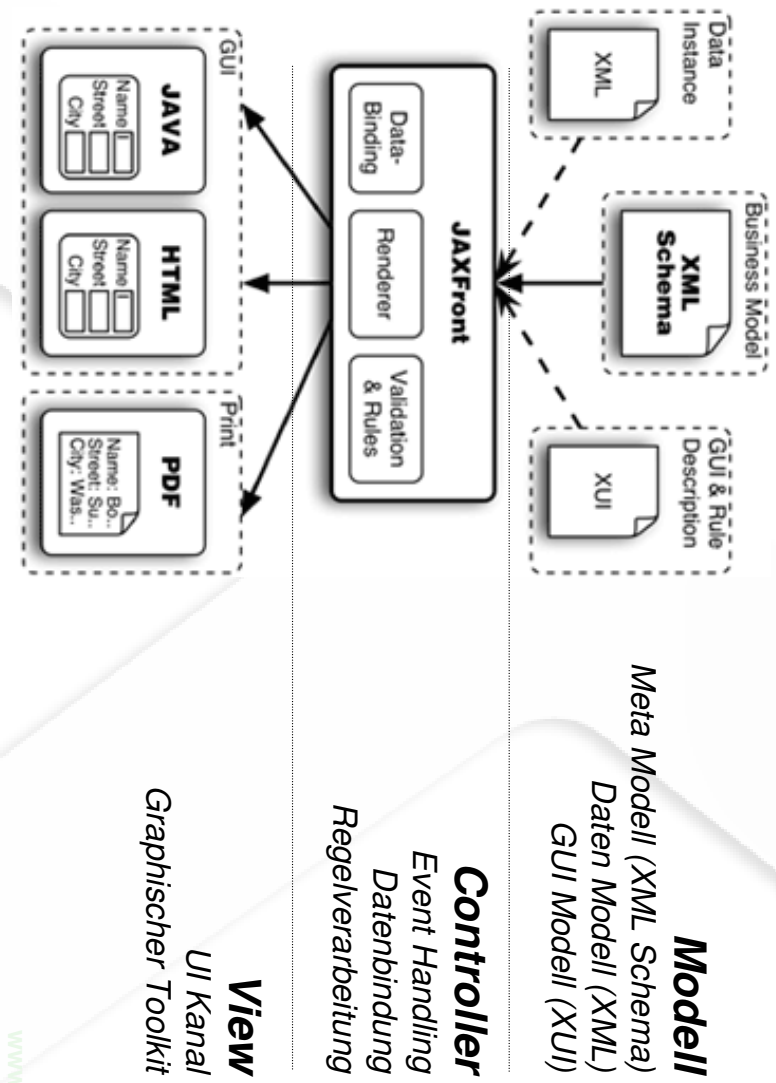 Data
Instance
XML
Business Model
XML
Schema
GUI & Rule
Description
XUI
JAXFront
Data-
Binding
Renderer
Validation
& Rules
GUI
JAVA
Name
Street
City
HTML
Name
Street
City
Print
PDF
Name: Bo..
Street: Su..
City: Was..
Modell
Meta Modell (XML Schema)
Daten Modell (XML)
GUI Modell (XUI)
Controller
Event Handling
Datenbindung
Regelverarbeitung
View
UI Kanal
Graphischer Toolkit
www